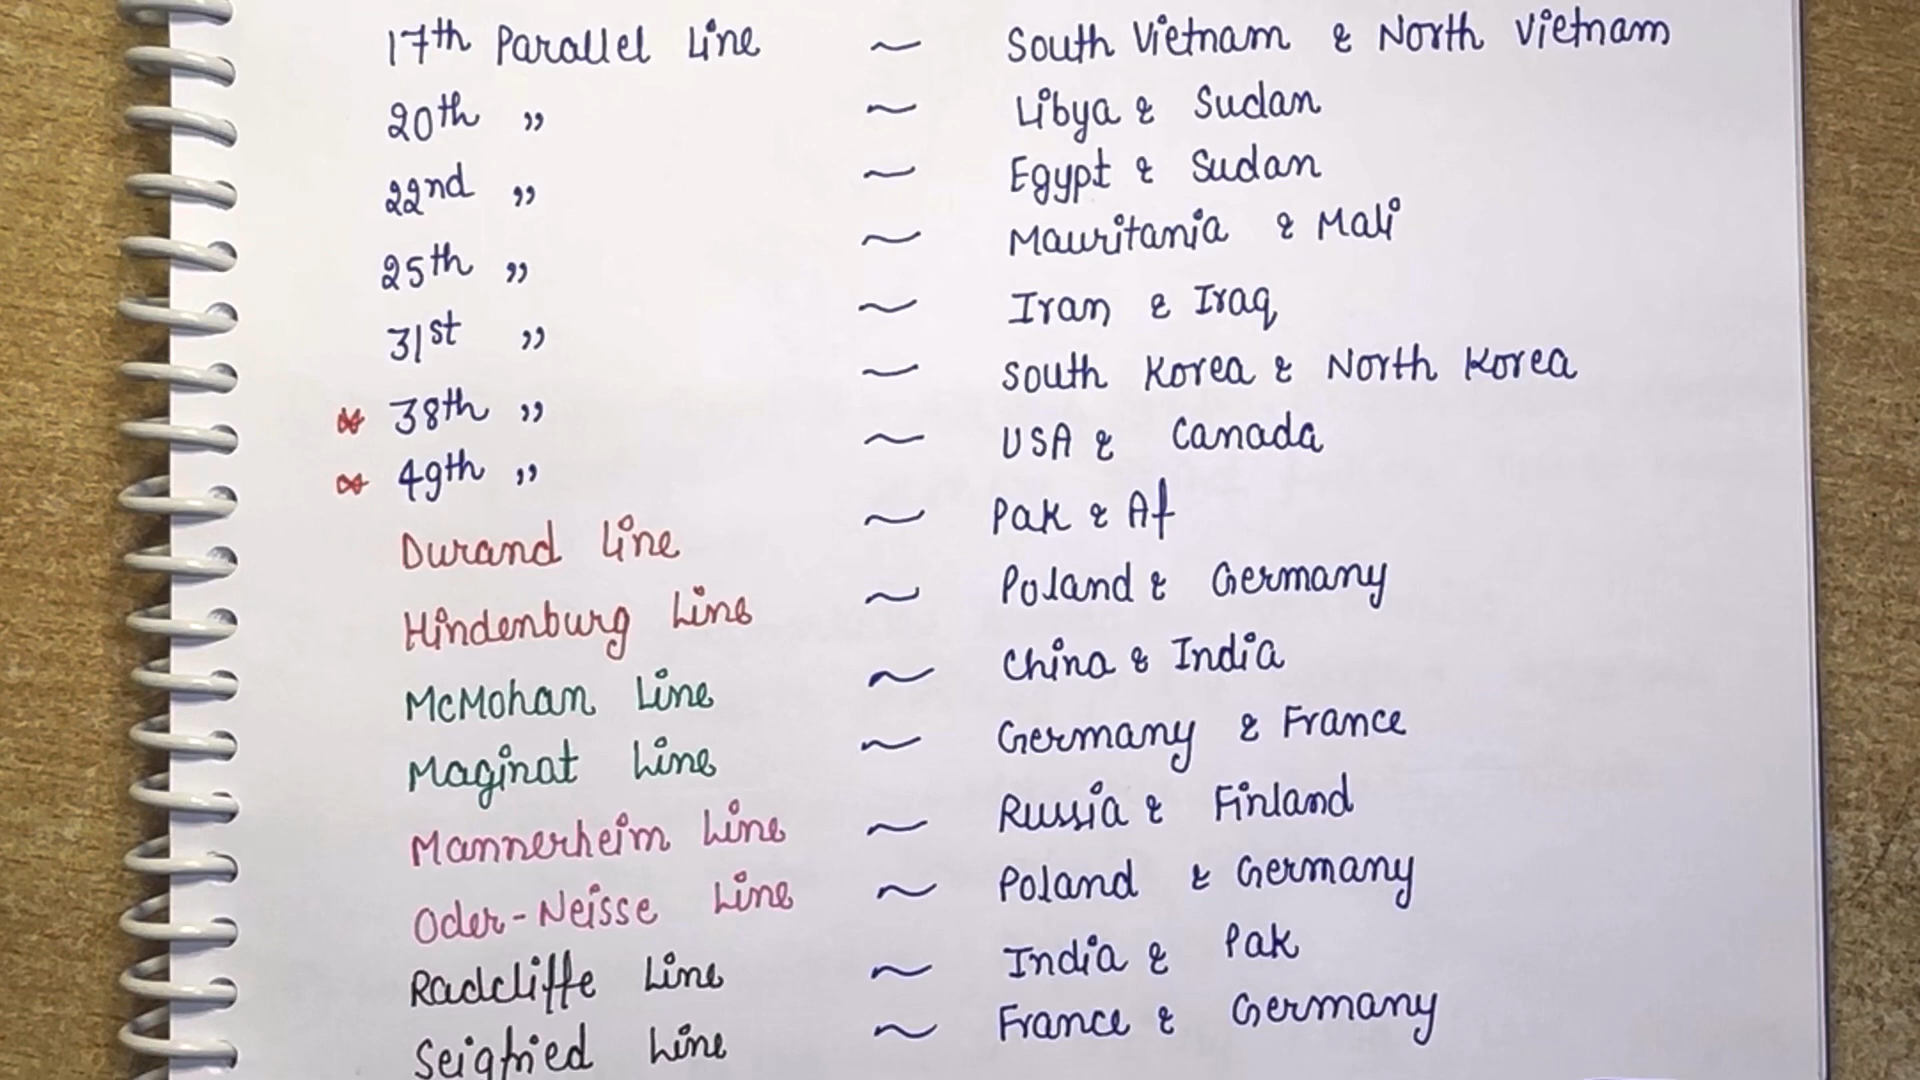 17th Parallel Line ~ South Vietnam & North Vietnam
20th ,, ~ Libya & Sudan
22nd ,, ~ Egypt & Sudan
25th ,, ~ Mauritania & Mali
31st ,, ~ Iran & Iraq
* 38th ,, ~ South Korea & North Korea
* 49th ,, ~ USA & Canada
Durand Line ~ Pak & Af
Hindenburg Line ~ Poland & Germany
McMohan Line ~ China & India
Maginat Line ~ Germany & France
Mannerheim Line ~ Russia & Finland
Oder-Neisse Line ~ Poland & Germany
Radcliffe Line ~ India & Pak
Seigfried Line ~ France & Germany